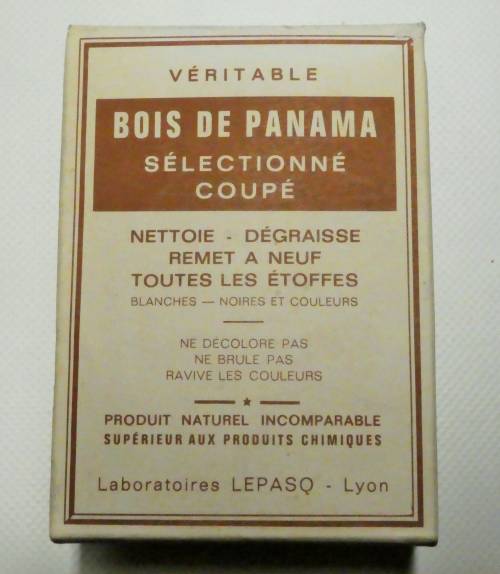 VÉRITABLE
BOIS DE PANAMA
SÉLECTIONNÉ
COUPÉ
NETTOIE - DÉGRAISSE
REMET A NEUF
TOUTES LES ÉTOFFES
BLANCHES — NOIRES ET COULEURS
NE DÉCOLORE PAS
NE BRULE PAS
RAVIVE LES COULEURS
PRODUIT NATUREL INCOMPARABLE
SUPÉRIEUR AUX PRODUITS CHIMIQUES
Laboratoires LEPASQ - Lyon